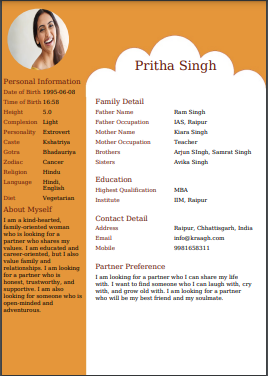 Pritha Singh
Personal Information
Date of Birth 1995-06-08
Time of Birth 16:58
Height 5.0
Complexion Light
Personality Extrovert
Caste Kshatriya
Gotra Bhadauriya
Zodiac Cancer
Religion Hindu
Language Hindi,
English
Diet Vegetarian
About Myself
I am a kind-hearted,
family-oriented woman
who is looking for a
partner who shares my
values. I am educated and
career-oriented, but I also
value family and
relationships. I am looking
for a partner who is
honest, trustworthy, and
supportive. I am also
looking for someone who is
open-minded and
adventurous.
Family Detail
Father Name Ram Singh
Father Occupation IAS, Raipur
Mother Name Kiara Singh
Mother Occupation Teacher
Brothers Arjun Singh, Samrat Singh
Sisters Avika Singh
Education
Highest Qualification MBA
Institute IIM, Raipur
Contact Detail
Address Raipur, Chhattisgarh, India
Email info@kraagh.com
Mobile 9981658311
Partner Preference
I am looking for a partner who I can share my life
with. I want to find someone who I can laugh with, cry
with, and grow old with. I am looking for a partner
who will be my best friend and my soulmate.